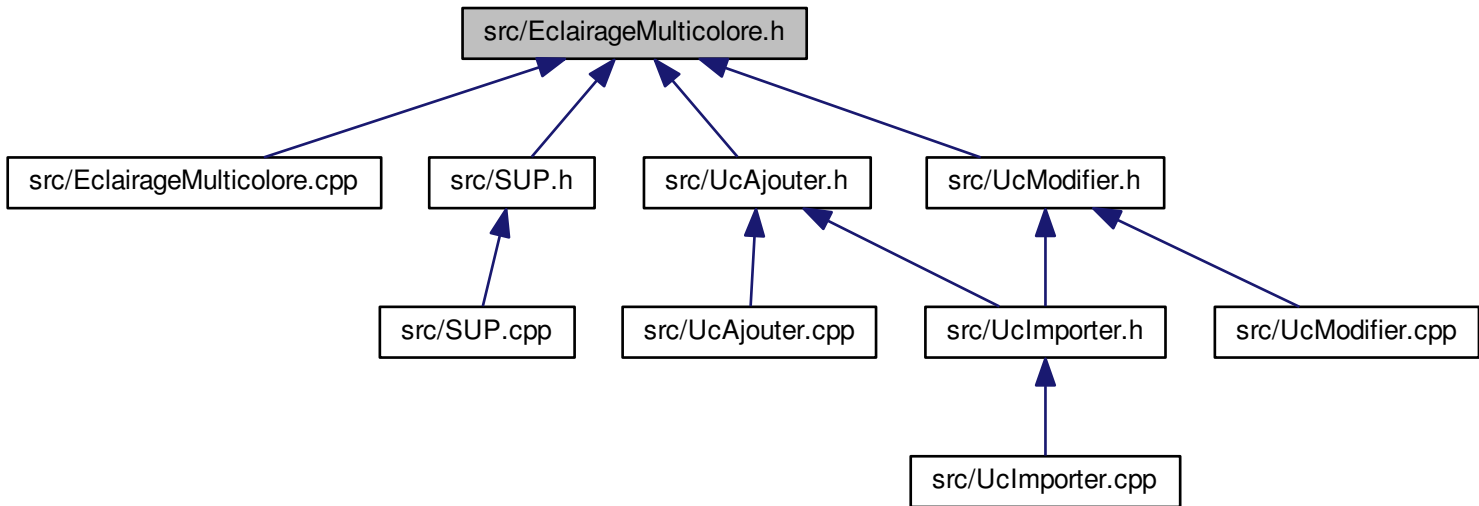 src/EclairageMulticolore.h
src/EclairageMulticolore.cpp
src/SUP.h
src/UcAjouter.h
src/UcModifier.h
src/SUP.cpp
src/UcAjouter.cpp
src/UcImporter.h
src/UcModifier.cpp
src/UcImporter.cpp